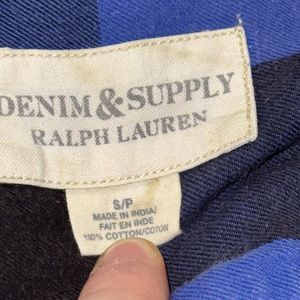 DENIM & SUPPLY
RALPH LAUREN
S/P
MADE IN INDIA/
FAIT EN INDE
100% COTTON/COTON